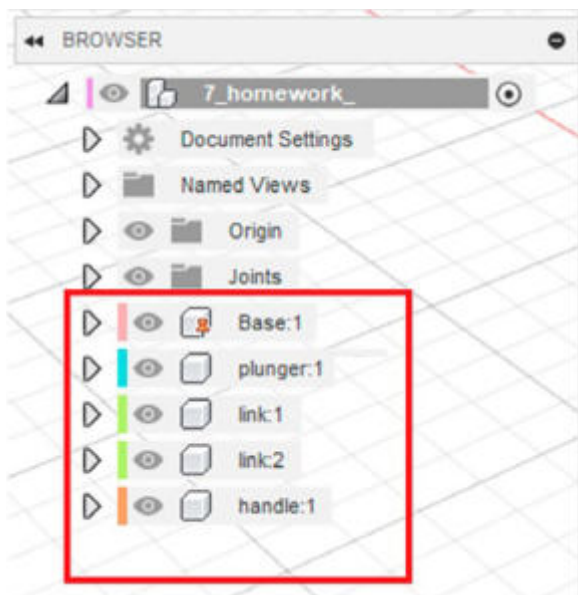 BROWSER
7_homework_
Document Settings
Named Views
Origin
Joints
Base:1
plunger:1
link:1
link:2
handle:1